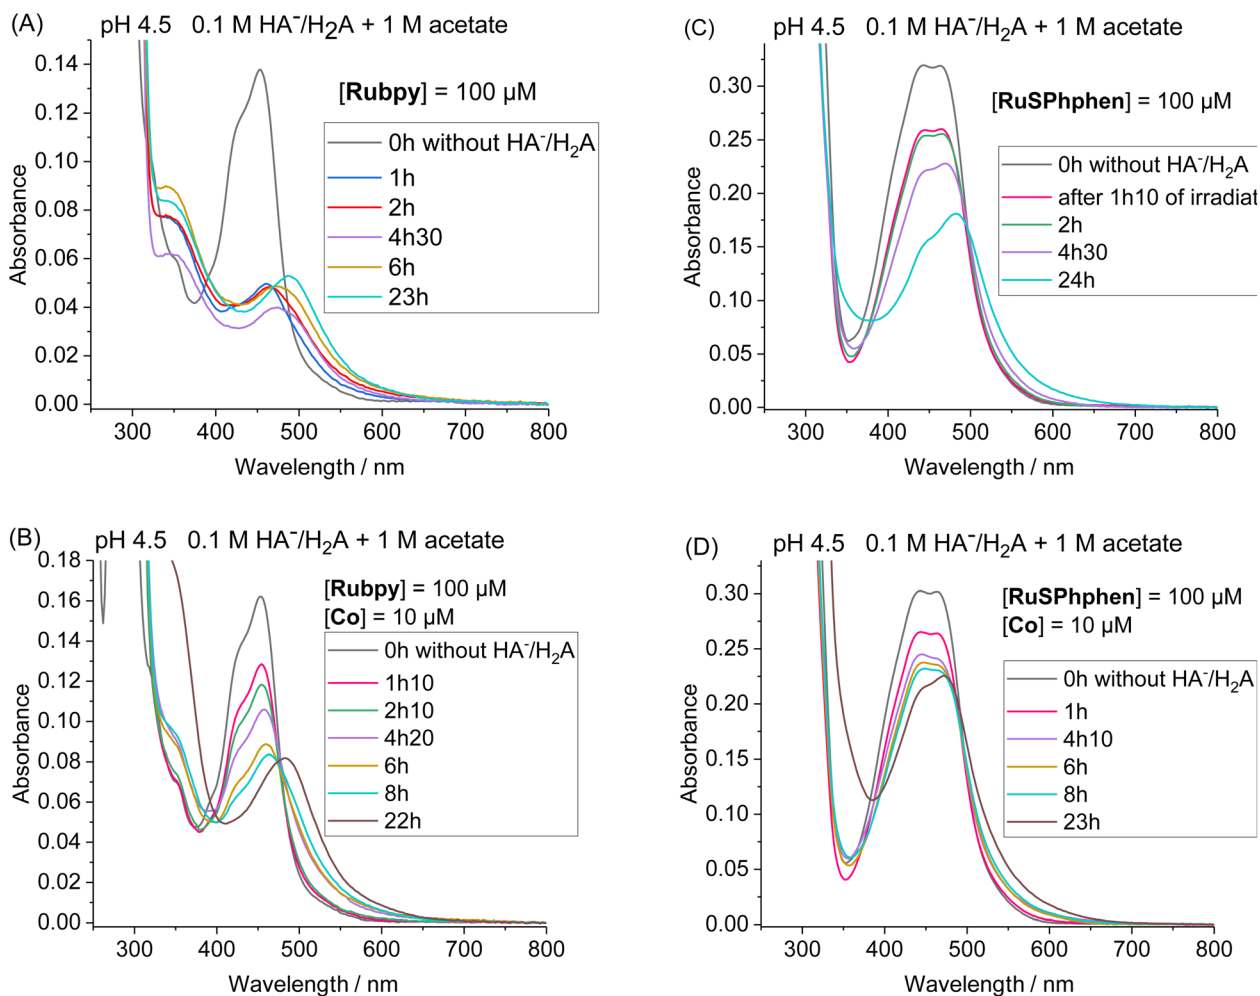 (A)
pH 4.5 0.1 M HA⁻/H₂A + 1 M acetate
[Rubpy] = 100 µM
0h without HA⁻/H₂A
1h
2h
4h30
6h
23h
Absorbance
0.14
0.12
0.10
0.08
0.06
0.04
0.02
0.00
300 400 500 600 700 800
Wavelength / nm
(C)
pH 4.5 0.1 M HA⁻/H₂A + 1 M acetate
[RuSPhphen] = 100 µM
0h without HA⁻/H₂A
after 1h10 of irradiat
2h
4h30
24h
Absorbance
0.30
0.25
0.20
0.15
0.10
0.05
0.00
300 400 500 600 700 800
Wavelength / nm
(B)
pH 4.5 0.1 M HA⁻/H₂A + 1 M acetate
[Rubpy] = 100 µM
[Co] = 10 µM
0h without HA⁻/H₂A
1h10
2h10
4h20
6h
8h
22h
Absorbance
0.18
0.16
0.14
0.12
0.10
0.08
0.06
0.04
0.02
0.00
300 400 500 600 700 800
Wavelength / nm
(D)
pH 4.5 0.1 M HA⁻/H₂A + 1 M acetate
[RuSPhphen] = 100 µM
[Co] = 10 µM
0h without HA⁻/H₂A
1h
4h10
6h
8h
23h
Absorbance
0.30
0.25
0.20
0.15
0.10
0.05
0.00
300 400 500 600 700 800
Wavelength / nm